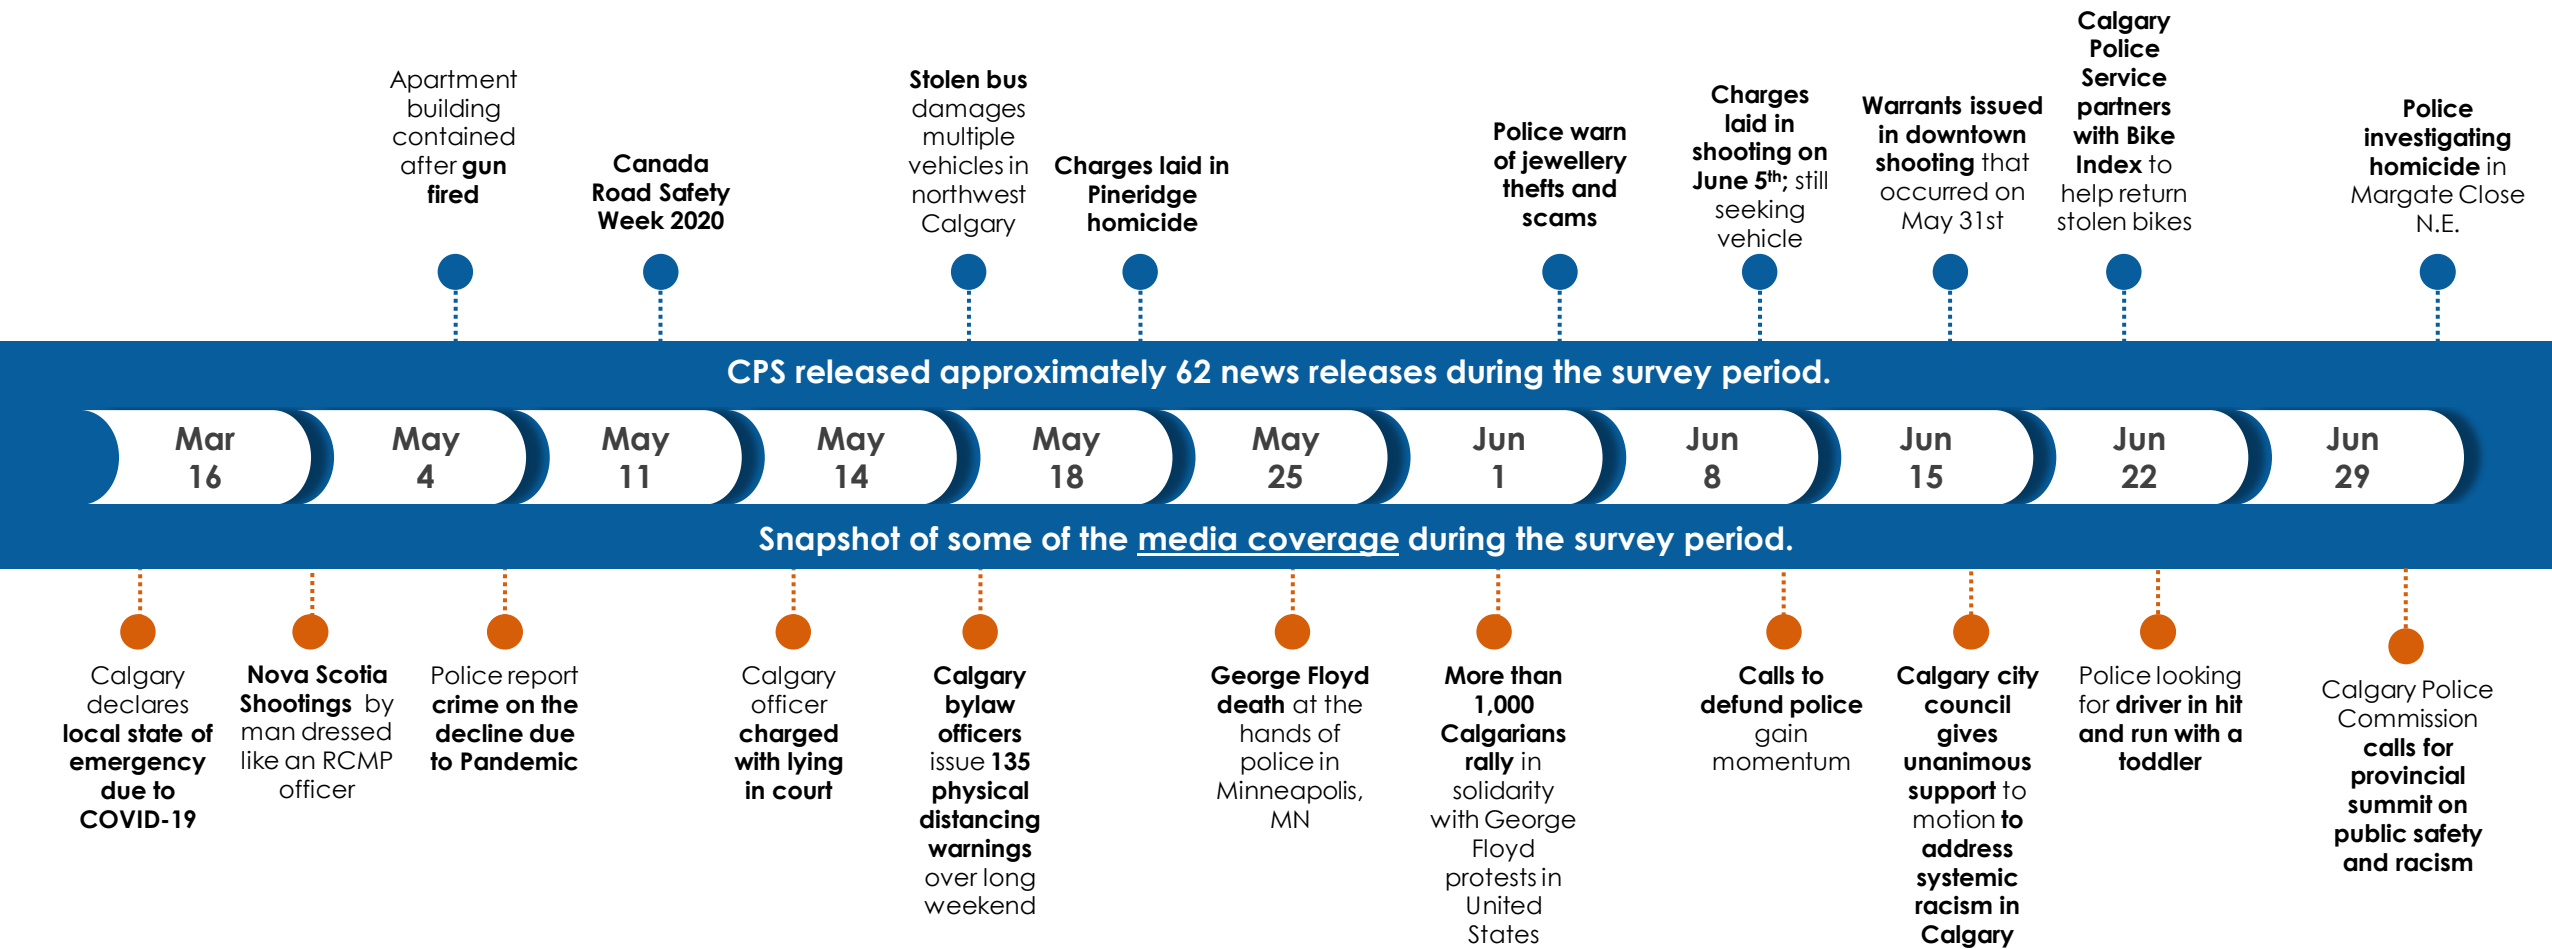 Apartment
building
contained
after gun
fired
Canada
Road Safety
Week 2020
Stolen bus
damages
multiple
vehicles in
northwest
Calgary
Charges laid in
Pineridge
homicide
Police warn
of jewellery
thefts and
scams
Charges
laid in
shooting on
June 5th; still
seeking
vehicle
Warrants issued
in downtown
shooting that
occurred on
May 31st
Calgary
Police
Service
partners
with Bike
Index to
help return
stolen bikes
Police
investigating
homicide in
Margate Close
N.E.
CPS released approximately 62 news releases during the survey period.
Mar
16
May
4
May
11
May
14
May
18
May
25
Jun
1
Jun
8
Jun
15
Jun
22
Jun
29
Snapshot of some of the media coverage during the survey period.
Calgary
declares
local state of
emergency
due to
COVID-19
Nova Scotia
Shootings by
man dressed
like an RCMP
officer
Police report
crime on the
decline due
to Pandemic
Calgary
officer
charged
with lying
in court
Calgary
bylaw
officers
issue 135
physical
distancing
warnings
over long
weekend
George Floyd
death at the
hands of
police in
Minneapolis,
MN
More than
1,000
Calgarians
rally in
solidarity
with George
Floyd
protests in
United
States
Calls to
defund police
gain
momentum
Calgary city
council
gives
unanimous
support to
motion to
address
systemic
racism in
Calgary
Police looking
for driver in hit
and run with a
toddler
Calgary Police
Commission
calls for
provincial
summit on
public safety
and racism